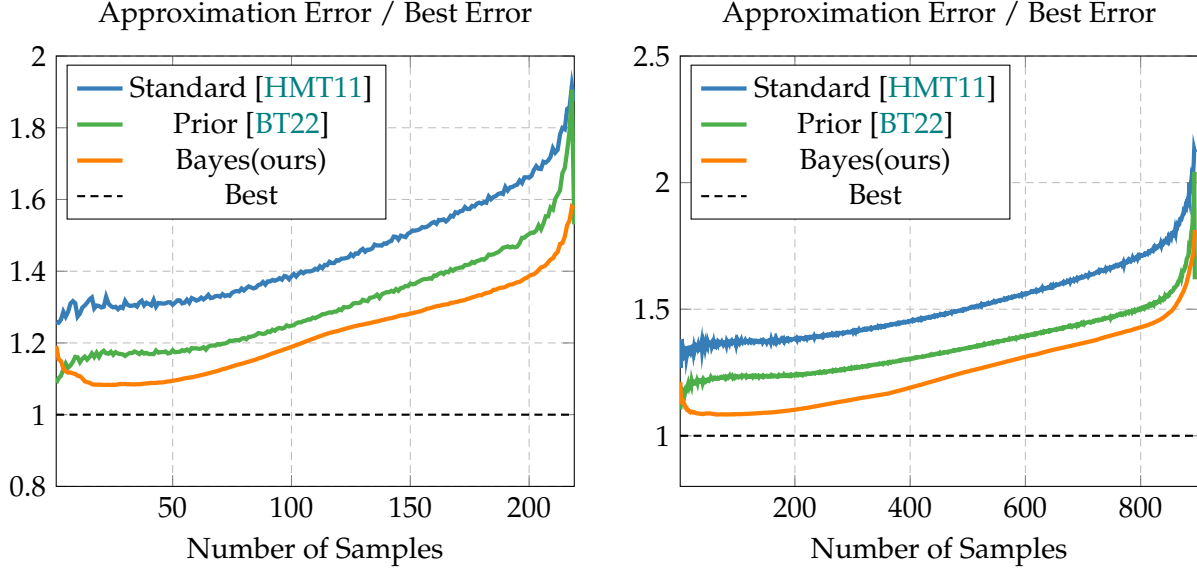 Approximation Error / Best Error
2
1.8
1.6
1.4
1.2
1
0.8
Standard [HMT11]
Prior [BT22]
Bayes(ours)
Best
50
100
150
200
Number of Samples
Approximation Error / Best Error
2.5
2
1.5
1
Standard [HMT11]
Prior [BT22]
Bayes(ours)
Best
200
400
600
800
Number of Samples